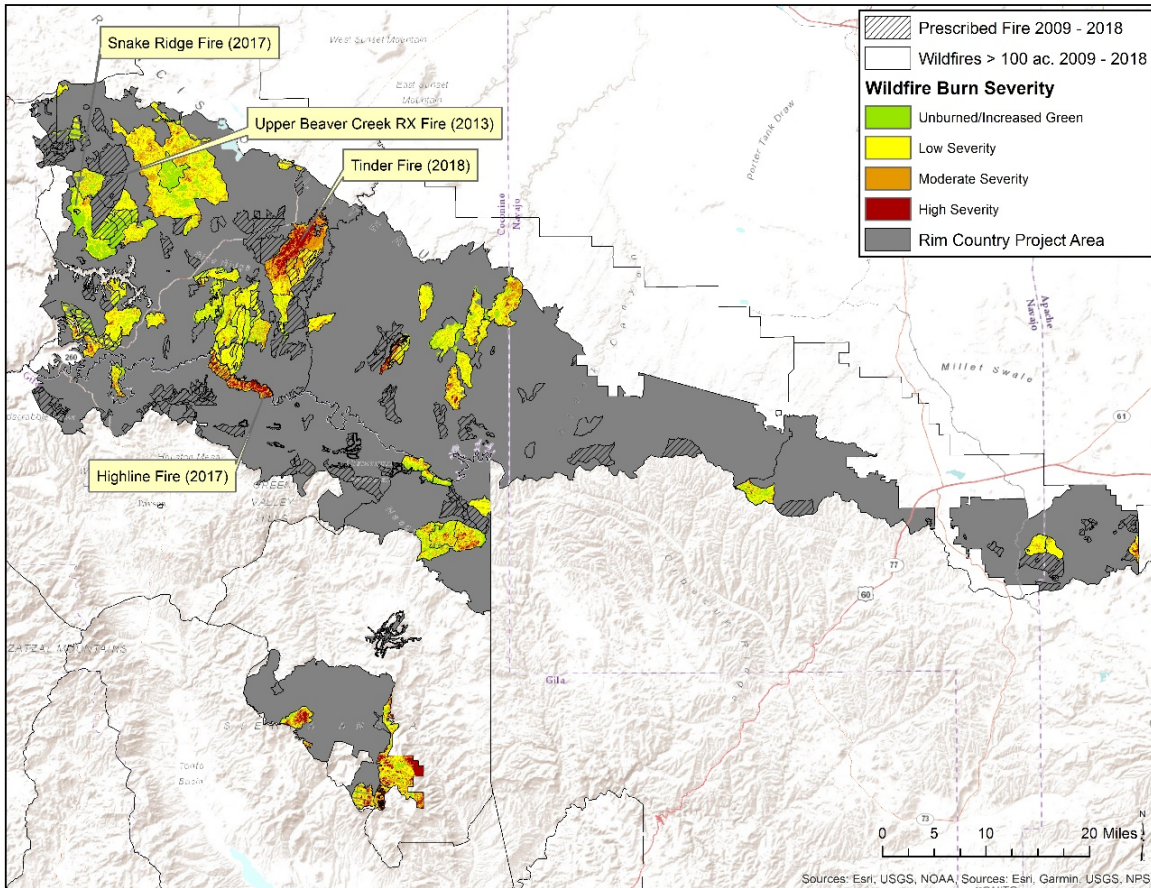 Snake Ridge Fire (2017)
Upper Beaver Creek RX Fire (2013)
Tinder Fire (2018)
Highline Fire (2017)
Prescribed Fire 2009 - 2018
Wildfires > 100 ac. 2009 - 2018
Wildfire Burn Severity
Unburned/Increased Green
Low Severity
Moderate Severity
High Severity
Rim Country Project Area
West Sunset Mountain
East Sunset
Mountain
Porter Tank Draw
Coconino
Navajo
Apache
Navajo
Millet Swale
61
260
77
60
Gila
Tonto
Basin
73
N
0 5 10 20 Miles
Sources: Esri, USGS, NOAA, Sources: Esri, Garmin, USGS, NPS